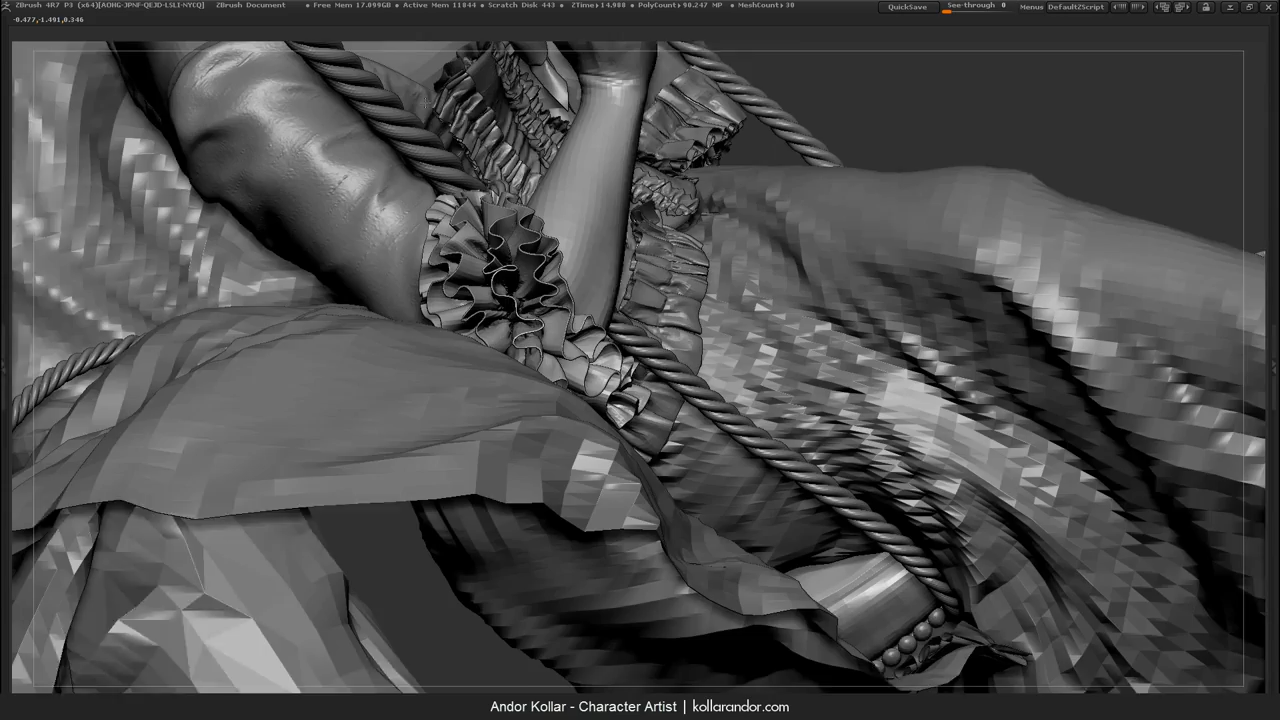 ZBrush 4R7 P3 (x64)[AOHG-JPNF-QEJD-LSLI-NYCQ] ZBrush Document • Free Mem 17.099GB • Active Mem 11844 • Scratch Disk 443 • ZTime▸14.908 • PolyCount▸90.247 MP • MeshCount▸30 QuickSave See-through 0 Menus DefaultZScript
-0.477,-1.491,0.346
Andor Kollar - Character Artist | kollarandor.com